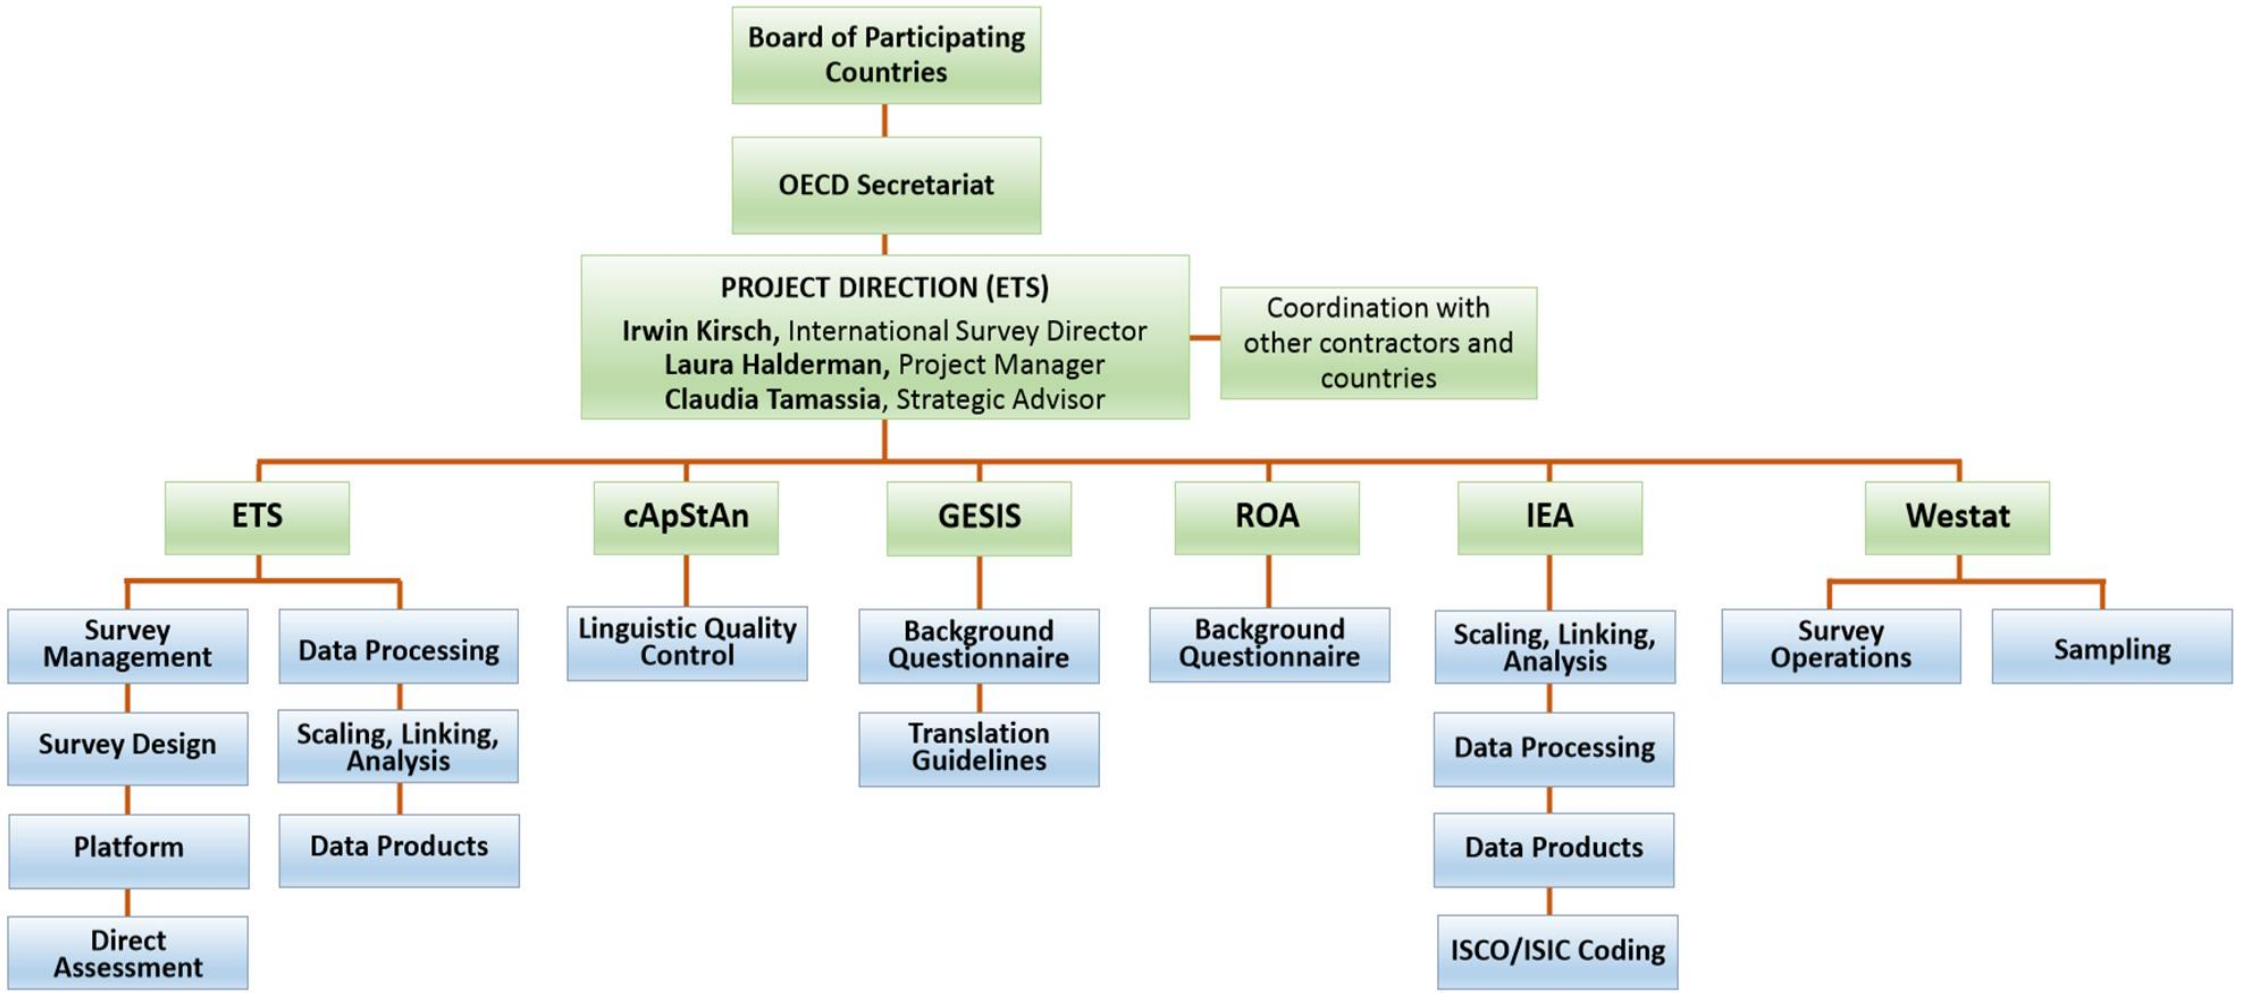 Board of Participating
Countries
OECD Secretariat
PROJECT DIRECTION (ETS)
Irwin Kirsch, International Survey Director
Laura Halderman, Project Manager
Claudia Tamassia, Strategic Advisor
Coordination with
other contractors and
countries
ETS
cApStAn
GESIS
ROA
IEA
Westat
Survey
Management
Survey Design
Platform
Direct
Assessment
Data Processing
Scaling, Linking,
Analysis
Data Products
Linguistic Quality
Control
Background
Questionnaire
Translation
Guidelines
Background
Questionnaire
Scaling, Linking,
Analysis
Data Processing
Data Products
ISCO/ISIC Coding
Survey
Operations
Sampling